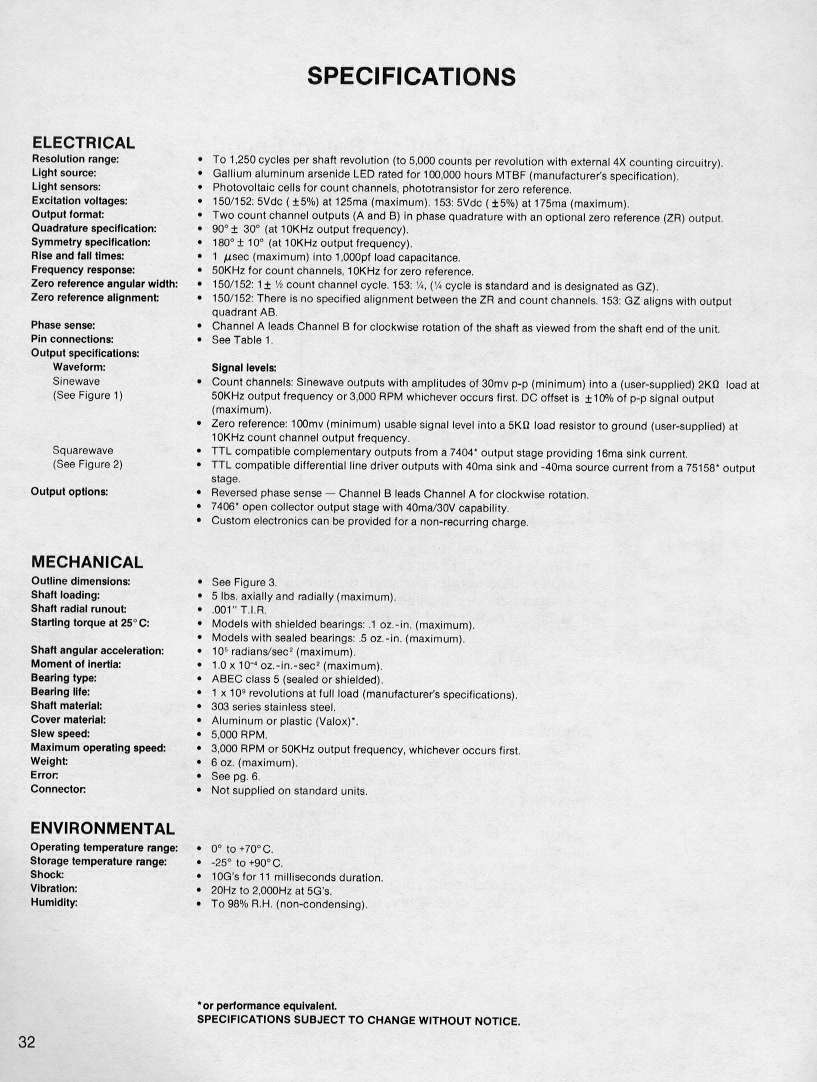 SPECIFICATIONS
ELECTRICAL
Resolution range: • To 1,250 cycles per shaft revolution (to 5,000 counts per revolution with external 4X counting circuitry).
Light source: • Gallium aluminum arsenide LED rated for 100,000 hours MTBF (manufacturer's specification).
Light sensors: • Photovoltaic cells for count channels, phototransistor for zero reference.
Excitation voltages: • 150/152: 5Vdc (±5%) at 125ma (maximum). 153: 5Vdc (±5%) at 175ma (maximum).
Output format: • Two count channel outputs (A and B) in phase quadrature with an optional zero reference (ZR) output.
Quadrature specification: • 90° ± 30° (at 10KHz output frequency).
Symmetry specification: • 180° ± 10° (at 10KHz output frequency).
Rise and fall times: • 1 μsec (maximum) into 1,000pf load capacitance.
Frequency response: • 50KHz for count channels, 10KHz for zero reference.
Zero reference angular width: • 150/152: 1± ½ count channel cycle. 153: ¼, (¼ cycle is standard and is designated as GZ).
Zero reference alignment: • 150/152: There is no specified alignment between the ZR and count channels. 153: GZ aligns with output
quadrant AB.
Phase sense: • Channel A leads Channel B for clockwise rotation of the shaft as viewed from the shaft end of the unit.
Pin connections: • See Table 1.
Output specifications:
Waveform: Signal levels:
Sinewave • Count channels: Sinewave outputs with amplitudes of 30mv p-p (minimum) into a (user-supplied) 2KΩ load at
(See Figure 1) 50KHz output frequency or 3,000 RPM whichever occurs first. DC offset is ±10% of p-p signal output
(maximum).
• Zero reference: 100mv (minimum) usable signal level into a 5KΩ load resistor to ground (user-supplied) at
10KHz count channel output frequency.
Squarewave • TTL compatible complementary outputs from a 7404* output stage providing 16ma sink current.
(See Figure 2) • TTL compatible differential line driver outputs with 40ma sink and -40ma source current from a 75158* output
stage.
Output options: • Reversed phase sense — Channel B leads Channel A for clockwise rotation.
• 7406* open collector output stage with 40ma/30V capability.
• Custom electronics can be provided for a non-recurring charge.
MECHANICAL
Outline dimensions: • See Figure 3.
Shaft loading: • 5 lbs. axially and radially (maximum).
Shaft radial runout: • .001" T.I.R.
Starting torque at 25°C: • Models with shielded bearings: .1 oz.-in. (maximum).
• Models with sealed bearings: .5 oz.-in. (maximum).
Shaft angular acceleration: • 10⁵ radians/sec² (maximum).
Moment of inertia: • 1.0 x 10⁻⁴ oz.-in.-sec² (maximum).
Bearing type: • ABEC class 5 (sealed or shielded).
Bearing life: • 1 x 10⁹ revolutions at full load (manufacturer's specifications).
Shaft material: • 303 series stainless steel.
Cover material: • Aluminum or plastic (Valox)*.
Slew speed: • 5,000 RPM.
Maximum operating speed: • 3,000 RPM or 50KHz output frequency, whichever occurs first.
Weight: • 6 oz. (maximum).
Error: • See pg. 6.
Connector: • Not supplied on standard units.
ENVIRONMENTAL
Operating temperature range: • 0° to +70°C.
Storage temperature range: • -25° to +90°C.
Shock: • 10G's for 11 milliseconds duration.
Vibration: • 20Hz to 2,000Hz at 5G's.
Humidity: • To 98% R.H. (non-condensing).
*or performance equivalent.
SPECIFICATIONS SUBJECT TO CHANGE WITHOUT NOTICE.
32